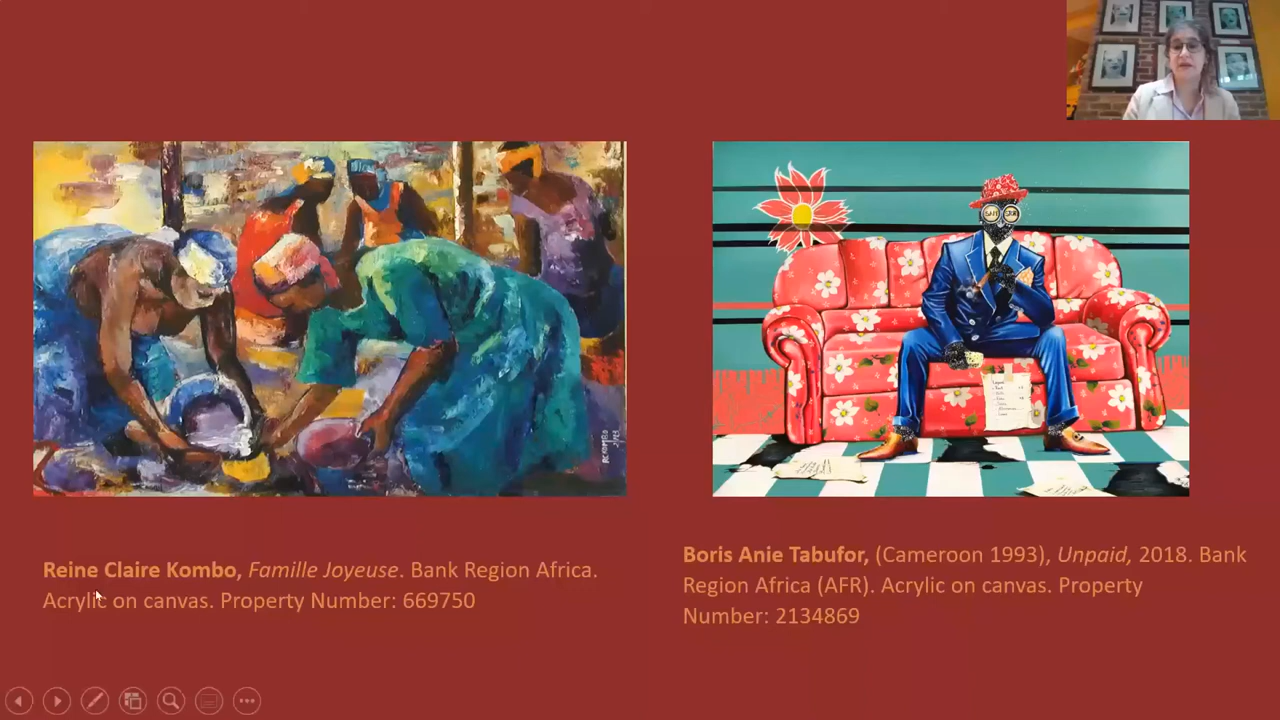 Reine Claire Kombo, Famille Joyeuse. Bank Region Africa.
Acrylic on canvas. Property Number: 669750
Boris Anie Tabufor, (Cameroon 1993), Unpaid, 2018. Bank
Region Africa (AFR). Acrylic on canvas. Property
Number: 2134869